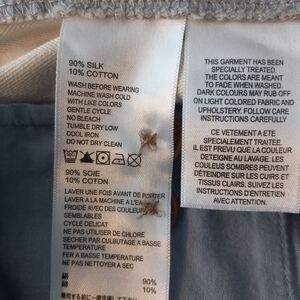 90% SILK
10% COTTON
WASH BEFORE WEARING
MACHINE WASH COLD
WITH LIKE COLORS
GENTLE CYCLE
NO BLEACH
TUMBLE DRY LOW
COOL IRON
DO NOT DRY CLEAN
90% SOIE
10% COTON
LAVER UNE FOIS AVANT DE PORTER
LAVER A LA MACHINE A L'EAU
FROIDE AVEC DES COULEURS
SEMBLABLES
CYCLE DELICAT
NE PAS UTILISER DE CHLORE
SECHER PAR CULBUTAGE A BASSE
TEMPERATURE
FER A BASSE TEMPERATURE
NE PAS NETTOYER A SEC
90%
10%
THIS GARMENT HAS BEEN
SPECIALLY TREATED.
THE COLORS ARE MEANT
TO FADE WHEN WASHED.
DARK COLORS MAY RUB OFF
ON LIGHT COLORED FABRIC AND
UPHOLSTERY. FOLLOW CARE
INSTRUCTIONS CAREFULLY
CE VETEMENT A ETE
SPECIALEMENT TRAITEE.
IL EST PREVU QUE LA COULEUR
DETEIGNE AU LAVAGE. LES
COULEUS SOMBRES PEUVENT
DETEINDRE SUR LES CUIRS ET
TISSUS CLAIRS. SUIVEZ LES
INSTRUCTIONS D'ENTRETIEN
AVEC ATTENTION.